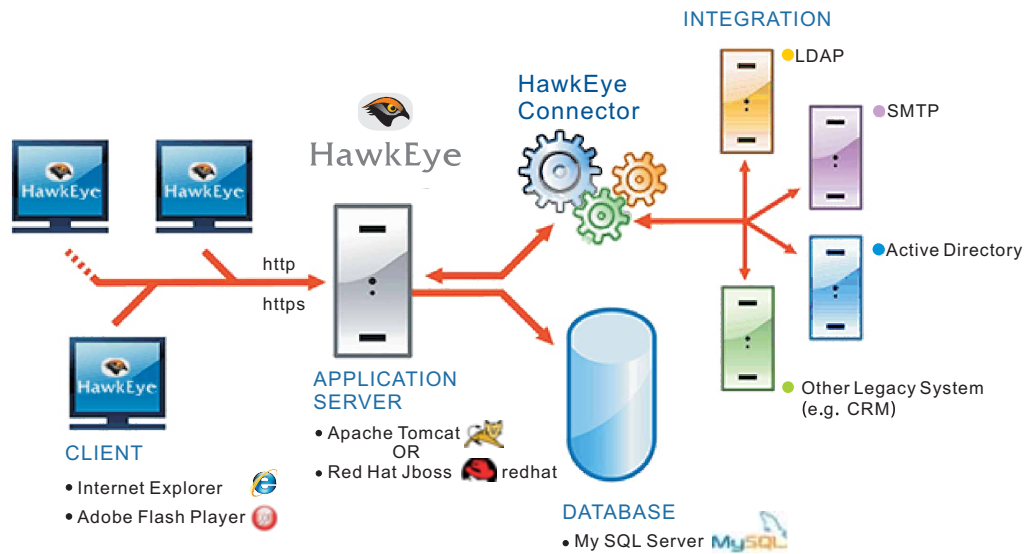 INTEGRATION
LDAP
SMTP
Active Directory
Other Legacy System
(e.g. CRM)
HawkEye
Connector
HawkEye
HawkEye
HawkEye
HawkEye
http
https
APPLICATION
SERVER
• Apache Tomcat
OR
• Red Hat Jboss redhat
CLIENT
• Internet Explorer
• Adobe Flash Player
DATABASE
• My SQL Server MySQL